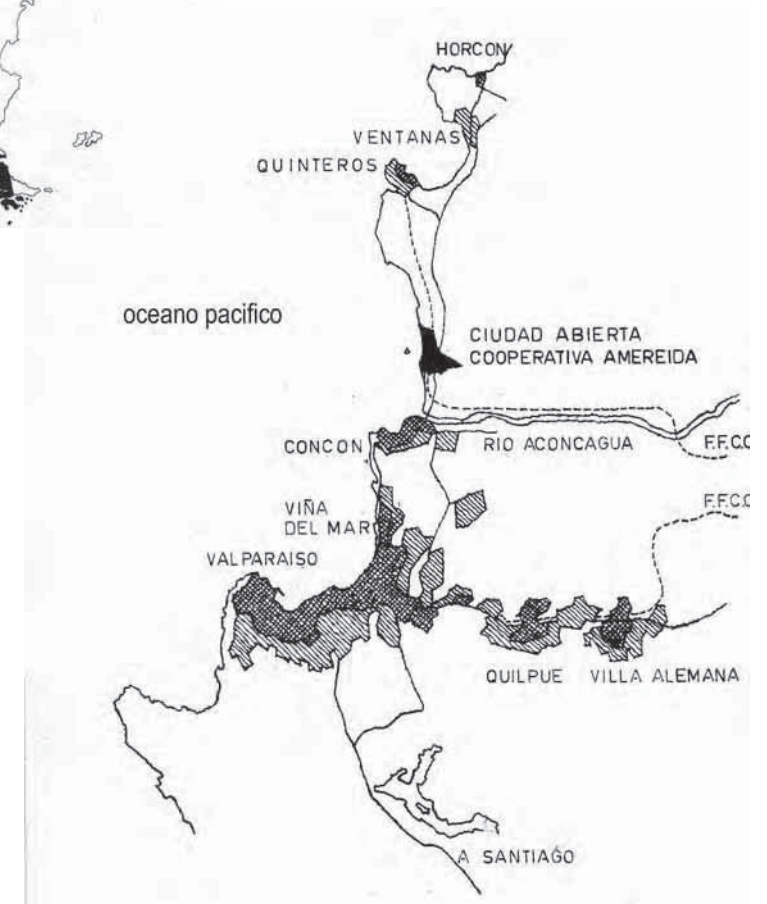 HORCON
VENTANAS
QUINTEROS
oceano pacifico
CIUDAD ABIERTA
COOPERATIVA AMEREIDA
CONCON
RIO ACONCAGUA
F.F.C.C
VIÑA
DEL MAR
F.F.C.C
VALPARAISO
QUILPUE
VILLA ALEMANA
A SANTIAGO